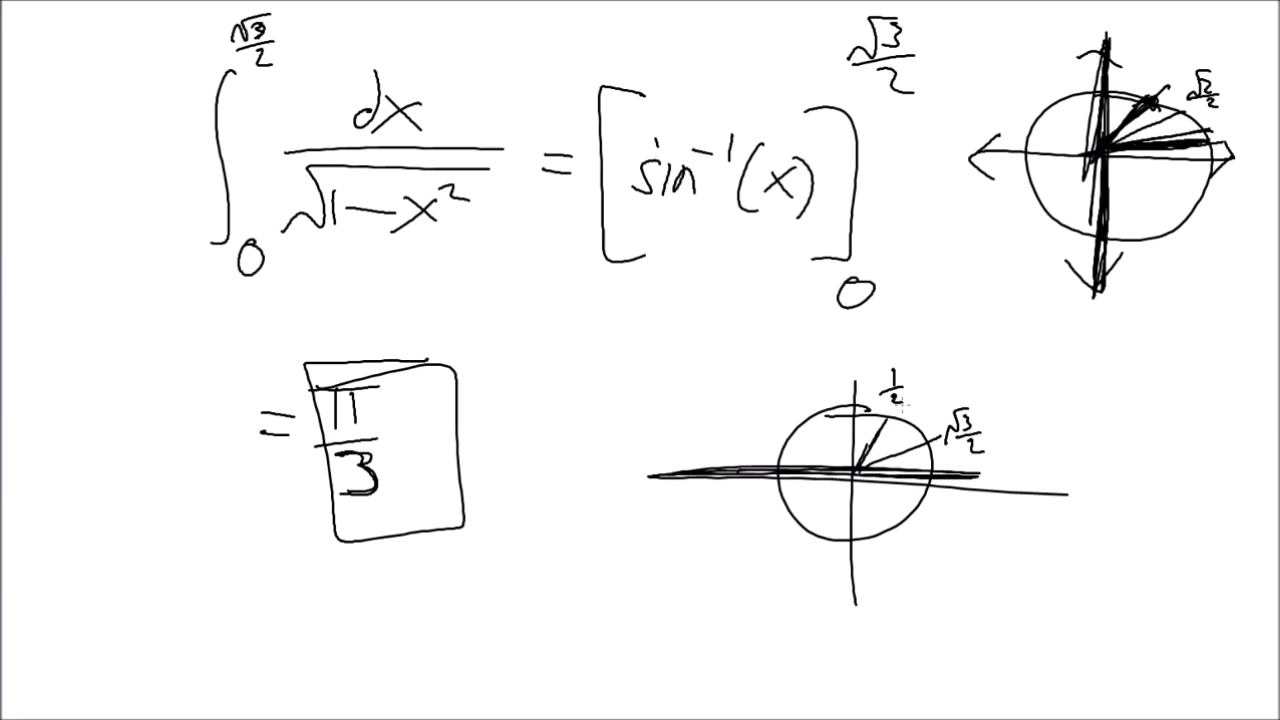 ∫₀^(√3/2) dx/√(1-x²) = [sin⁻¹(x)]₀^(√3/2)
√2/2
= π/3
1/2
√3/2